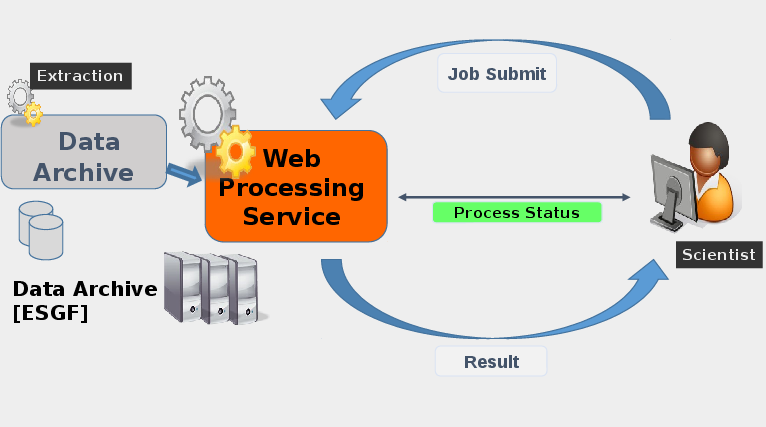 Extraction
Data
Archive
Web
Processing
Service
Job Submit
Process Status
Scientist
Data Archive
[ESGF]
Result